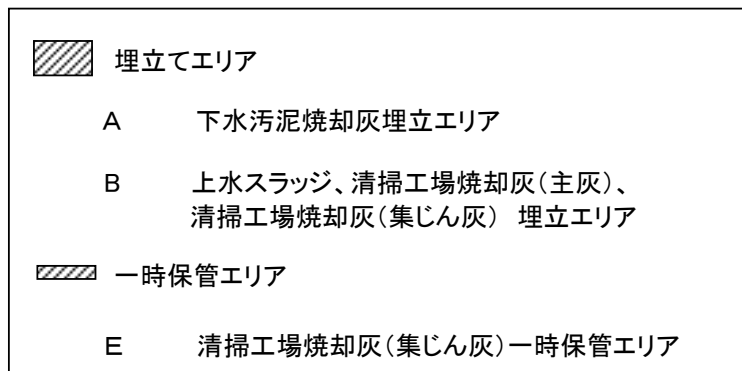 埋立てエリア
A 下水汚泥焼却灰埋立エリア
B 上水スラッジ、清掃工場焼却灰(主灰)、
清掃工場焼却灰(集じん灰) 埋立エリア
一時保管エリア
E 清掃工場焼却灰(集じん灰)一時保管エリア